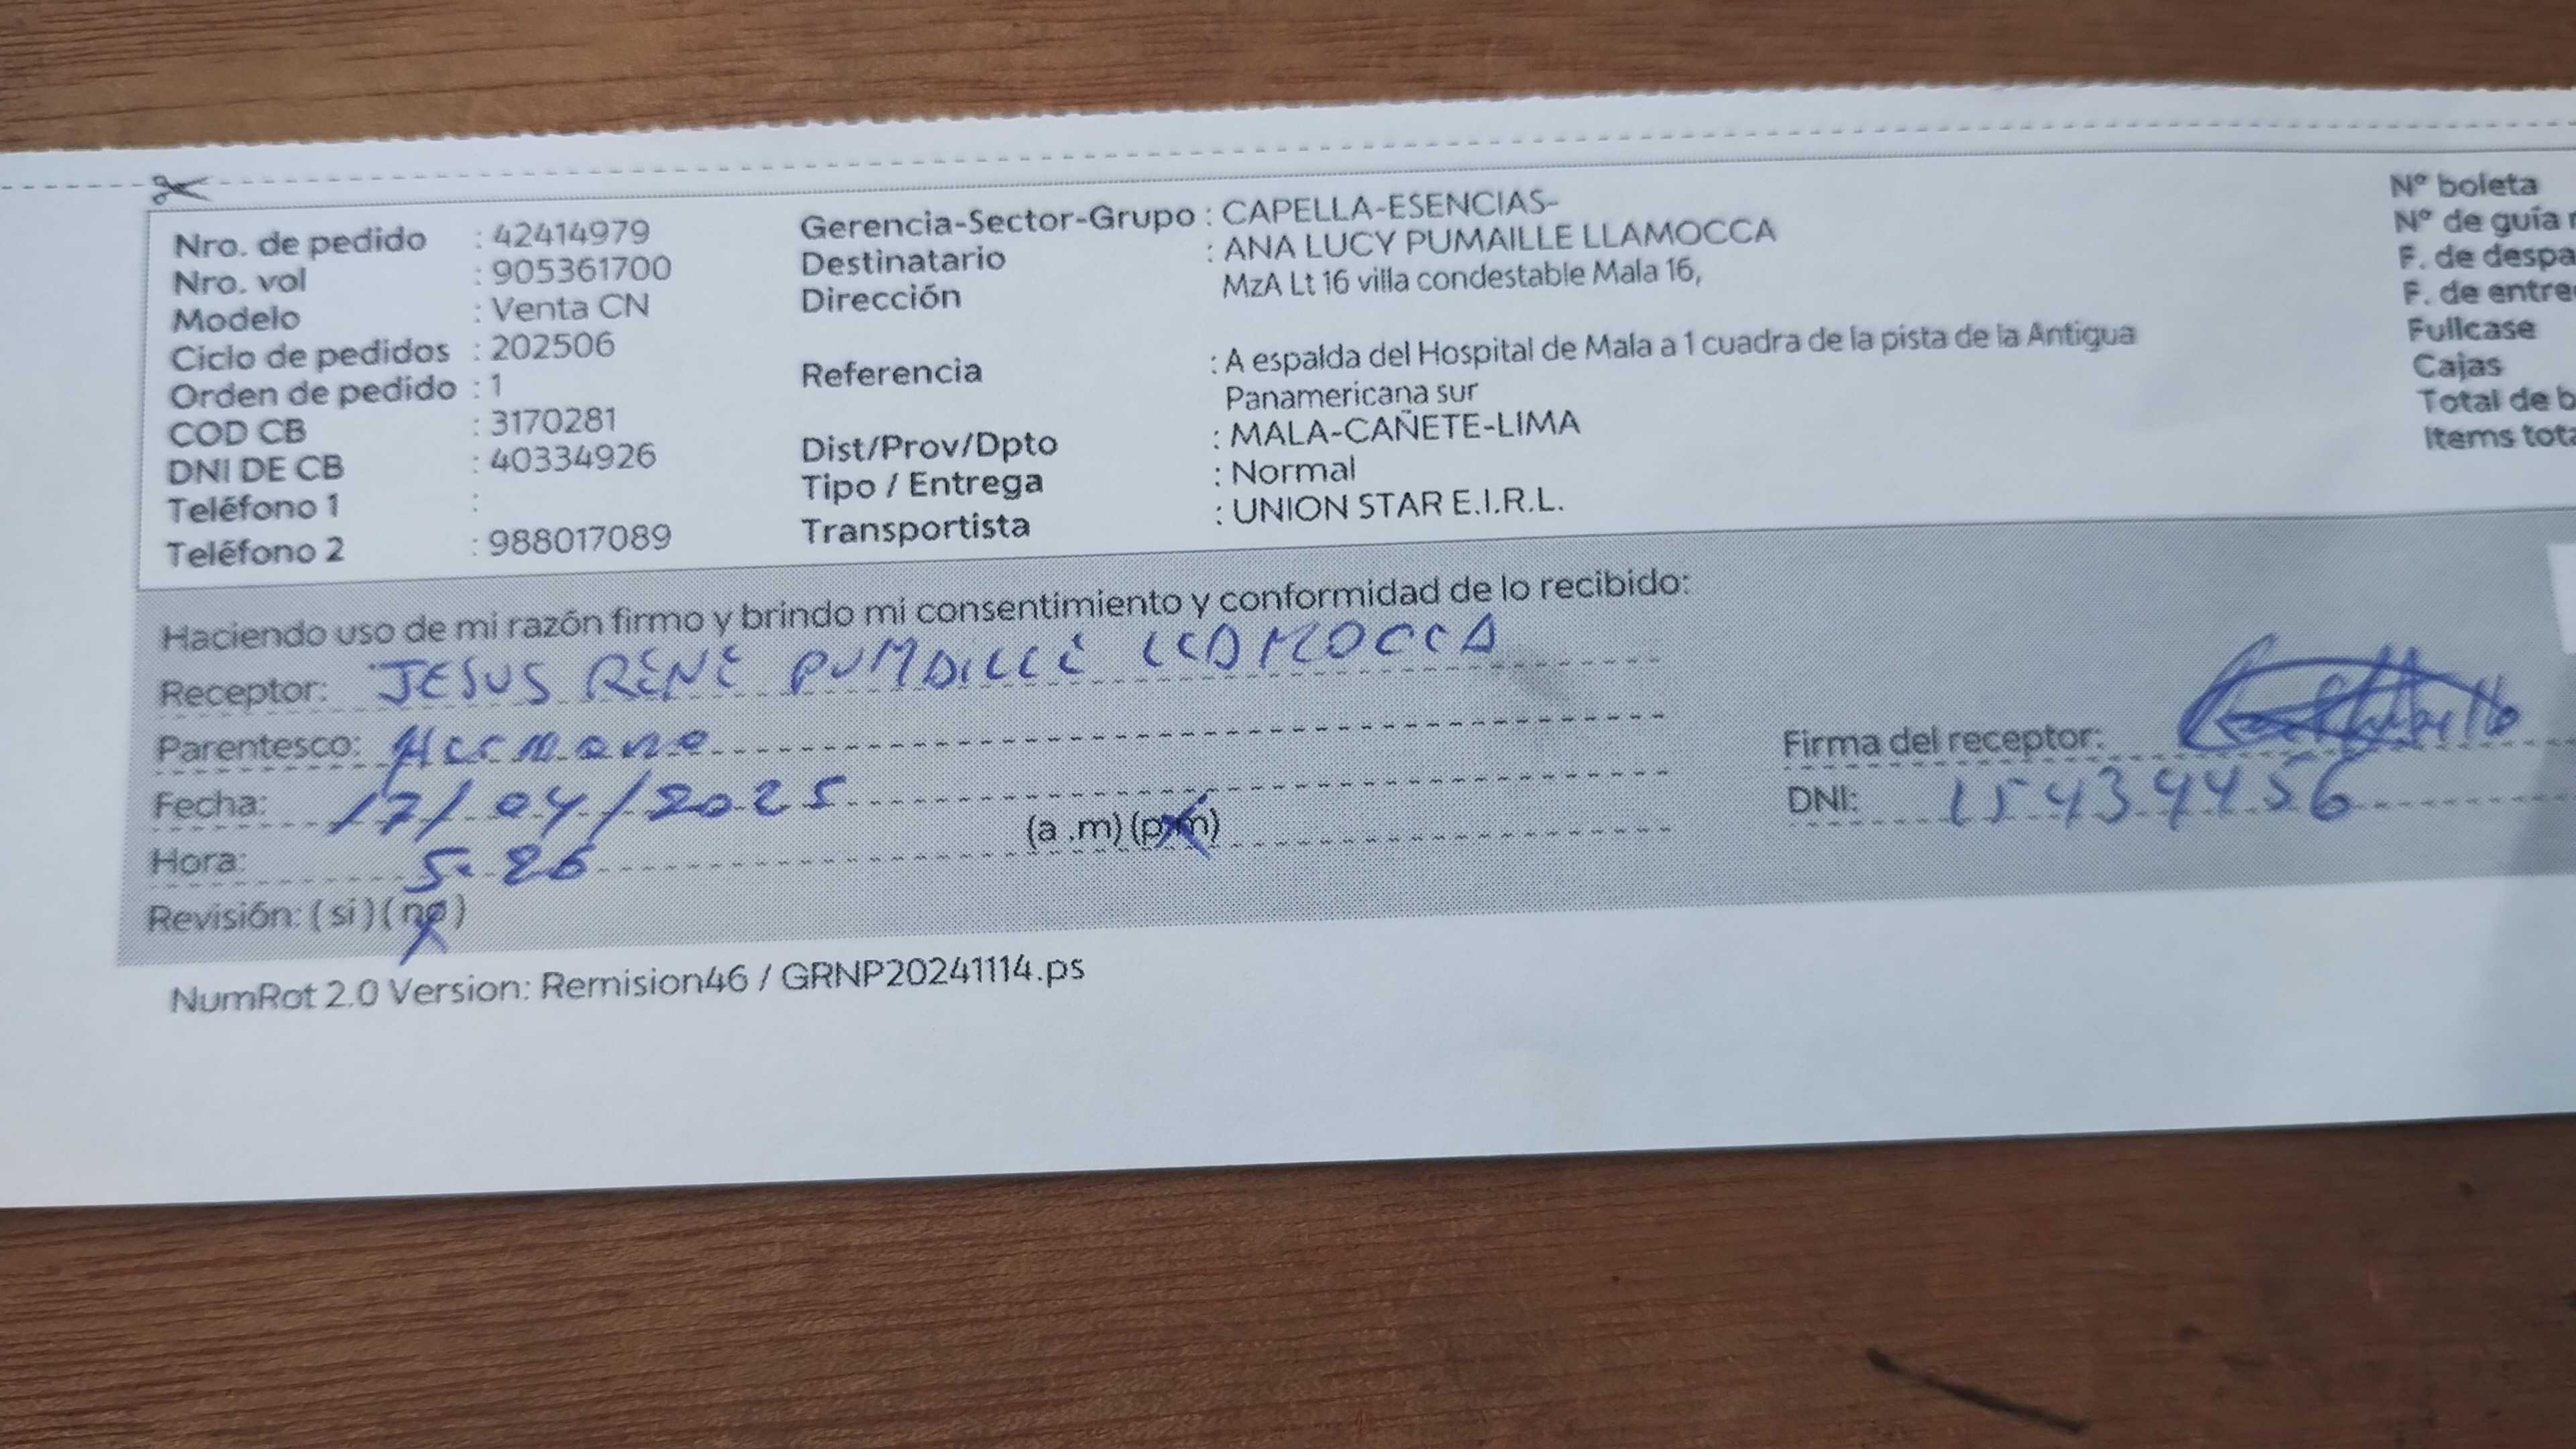 Nro. de pedido : 42414979
Nro. vol : 905361700
Modelo : Venta CN
Ciclo de pedidos : 202506
Orden de pedido : 1
COD CB : 3170281
DNI DE CB : 40334926
Teléfono 1 :
Teléfono 2 : 988017089
Gerencia-Sector-Grupo : CAPELLA-ESENCIAS-
Destinatario : ANA LUCY PUMAILLE LLAMOCCA
Dirección MzA Lt 16 villa condestable Mala 16,
Referencia : A espalda del Hospital de Mala a 1 cuadra de la pista de la Antigua
Panamericana sur
Dist/Prov/Dpto : MALA-CAÑETE-LIMA
Tipo / Entrega : Normal
Transportista : UNION STAR E.I.R.L.
Nº boleta
Nº de guía
F. de despa
F. de entre
Fullcase
Cajas
Total de b
Items tota
Haciendo uso de mi razón firmo y brindo mi consentimiento y conformidad de lo recibido:
Receptor: JESUS RENE PUMAILLE LLAMOCCA
Parentesco: Hermano
Fecha: 17/04/2025
Hora: 5:26 (a .m) (p.m)
Revisión: ( si ) ( no )
Firma del receptor:
DNI: 15434456
NumRot 2.0 Version: Remision46 / GRNP20241114.ps